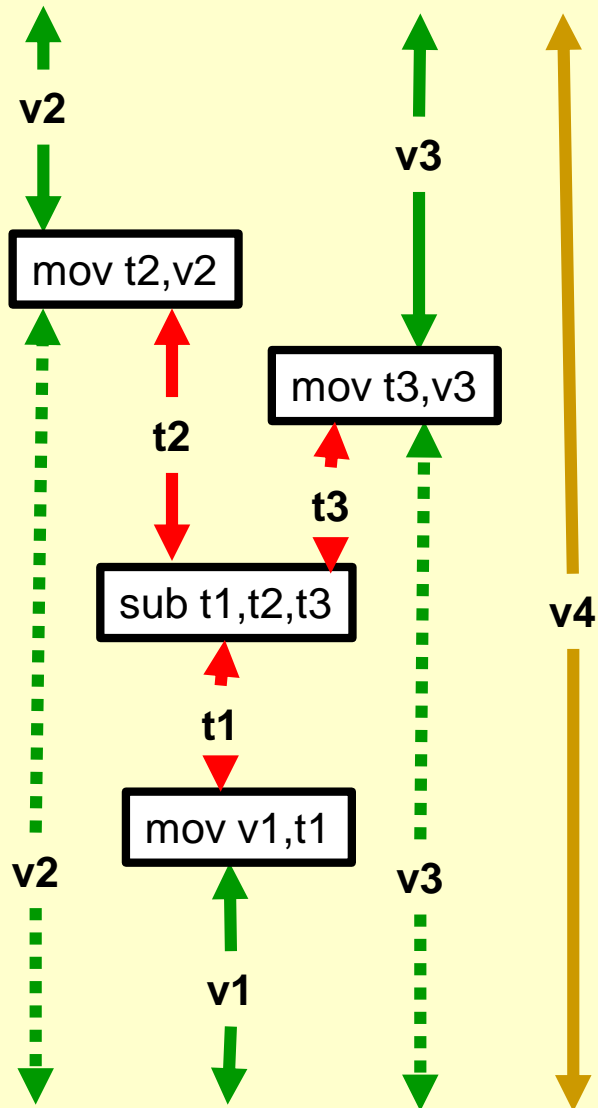 v2
v3
mov t2,v2
mov t3,v3
t2
t3
sub t1,t2,t3
v4
t1
mov v1,t1
v2
v3
v1